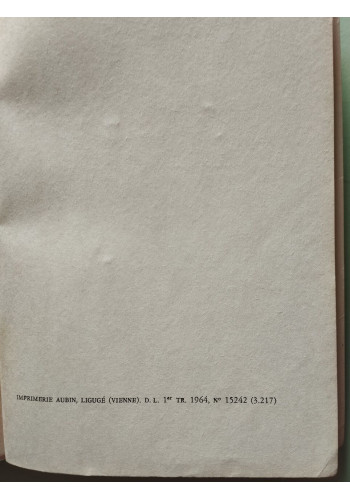 IMPRIMERIE AUBIN, LIGUGÉ (VIENNE). D. L. 1er TR. 1964, No 15242 (3.217)